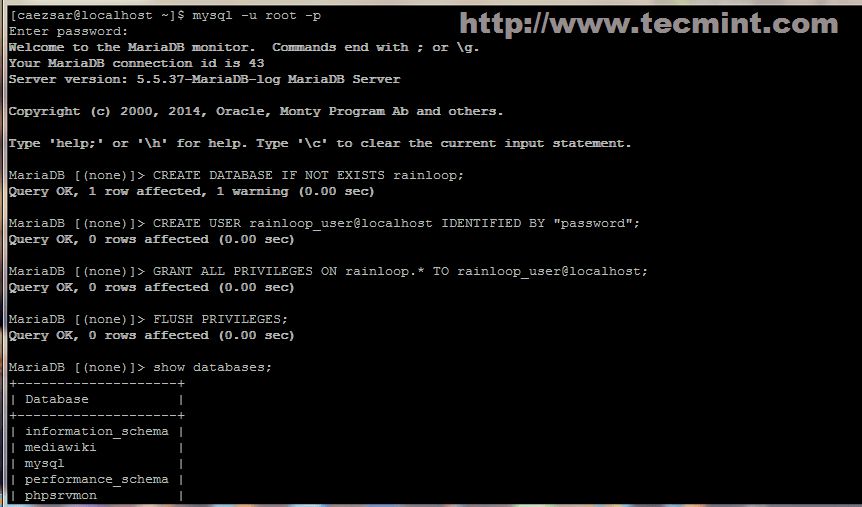 [caezsar@localhost ~]$ mysql -u root -p
http://www.tecmint.com
Enter password:
Welcome to the MariaDB monitor.  Commands end with ; or \g.
Your MariaDB connection id is 43
Server version: 5.5.37-MariaDB-log MariaDB Server

Copyright (c) 2000, 2014, Oracle, Monty Program Ab and others.

Type 'help;' or '\h' for help. Type '\c' to clear the current input statement.

MariaDB [(none)]> CREATE DATABASE IF NOT EXISTS rainloop;
Query OK, 1 row affected, 1 warning (0.00 sec)

MariaDB [(none)]> CREATE USER rainloop_user@localhost IDENTIFIED BY "password";
Query OK, 0 rows affected (0.00 sec)

MariaDB [(none)]> GRANT ALL PRIVILEGES ON rainloop.* TO rainloop_user@localhost;
Query OK, 0 rows affected (0.00 sec)

MariaDB [(none)]> FLUSH PRIVILEGES;
Query OK, 0 rows affected (0.00 sec)

MariaDB [(none)]> show databases;
+--------------------+
| Database           |
+--------------------+
| information_schema |
| mediawiki          |
| mysql              |
| performance_schema |
| phpsrvmon          |